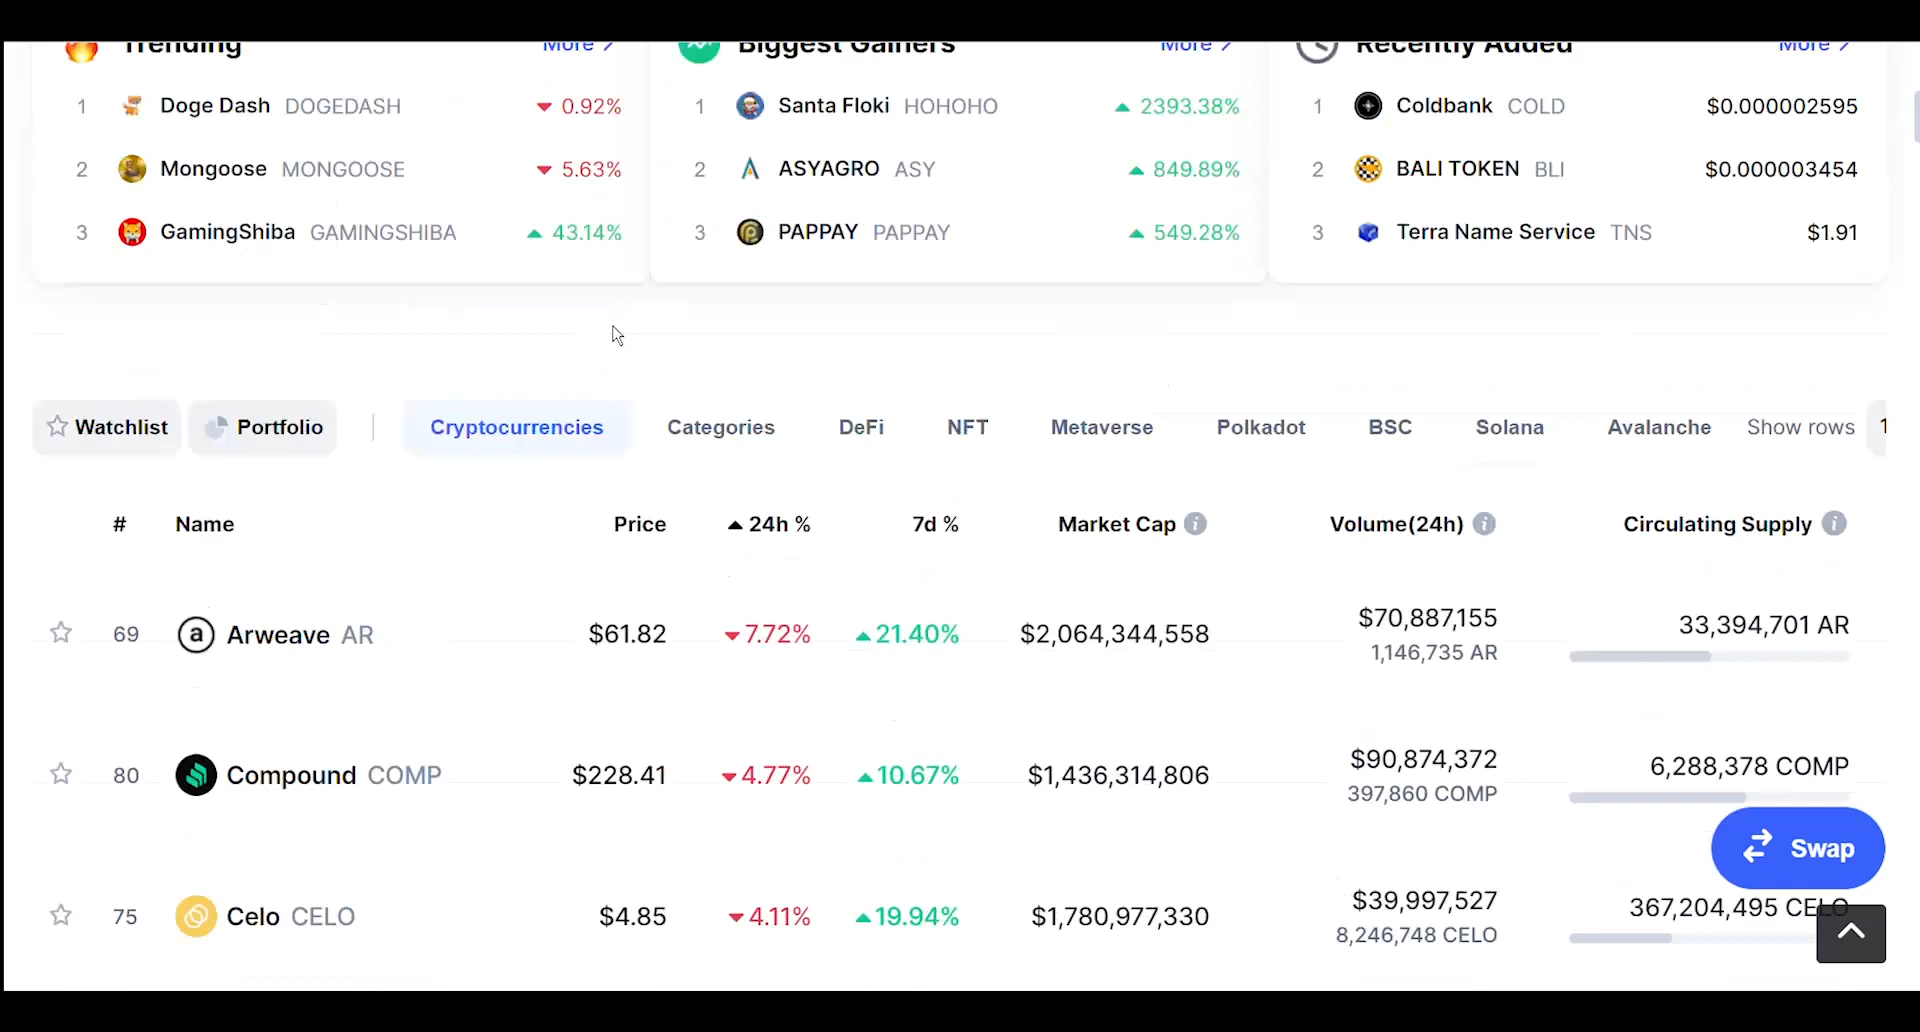 Trending More
Biggest Gainers More
Recently Added More
1 Doge Dash DOGEDASH 0.92%
2 Mongoose MONGOOSE 5.63%
3 GamingShiba GAMINGSHIBA 43.14%
1 Santa Floki HOHOHO 2393.38%
2 ASYAGRO ASY 849.89%
3 PAPPAY PAPPAY 549.28%
1 Coldbank COLD $0.000002595
2 BALI TOKEN BLI $0.000003454
3 Terra Name Service TNS $1.91
Watchlist Portfolio Cryptocurrencies Categories DeFi NFT Metaverse Polkadot BSC Solana Avalanche Show rows 1
# Name Price 24h % 7d % Market Cap Volume(24h) Circulating Supply
69 Arweave AR $61.82 7.72% 21.40% $2,064,344,558 $70,887,155 33,394,701 AR
1,146,735 AR
80 Compound COMP $228.41 4.77% 10.67% $1,436,314,806 $90,874,372 6,288,378 COMP
397,860 COMP
Swap
75 Celo CELO $4.85 4.11% 19.94% $1,780,977,330 $39,997,527 367,204,495 CELO
8,246,748 CELO